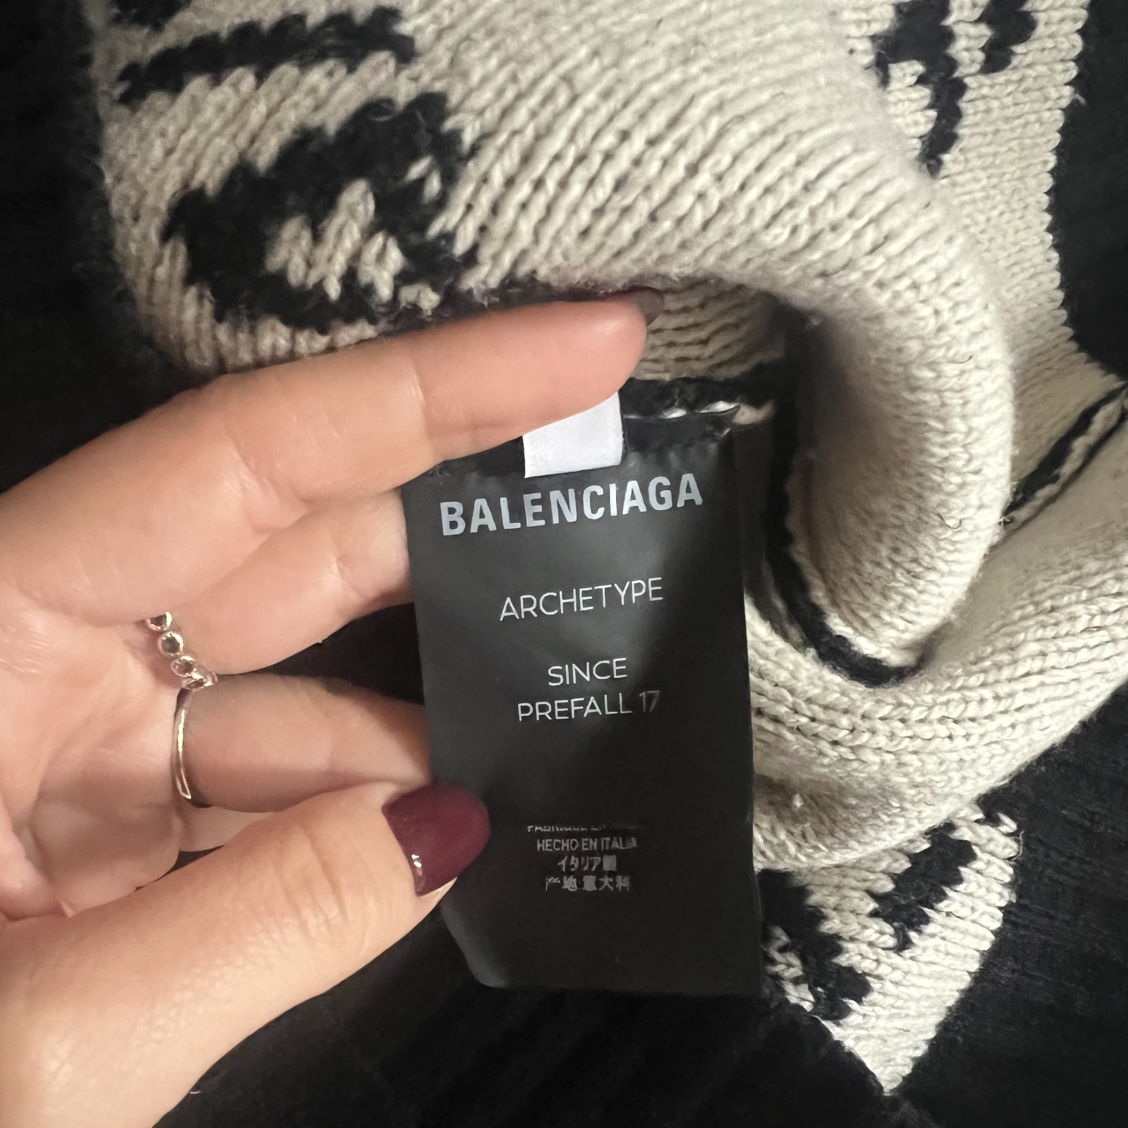 BALENCIAGA
ARCHETYPE
SINCE
PREFALL 17
HECHO EN ITALIA
イタリア製
产地:意大利